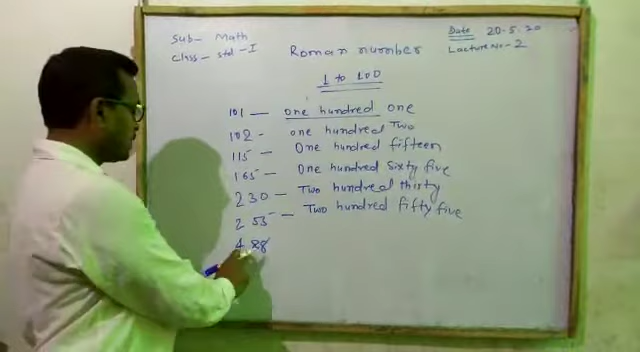 Sub- Math
Class- std - I
Roman number
Date 20-5-20
Lecture No- 2
1 to 100
101 — one hundred one
102 - one hundred Two
115 — One hundred fifteen
165 — One hundred Sixty five
230 — Two hundred thirty
255 — Two hundred fifty five
488